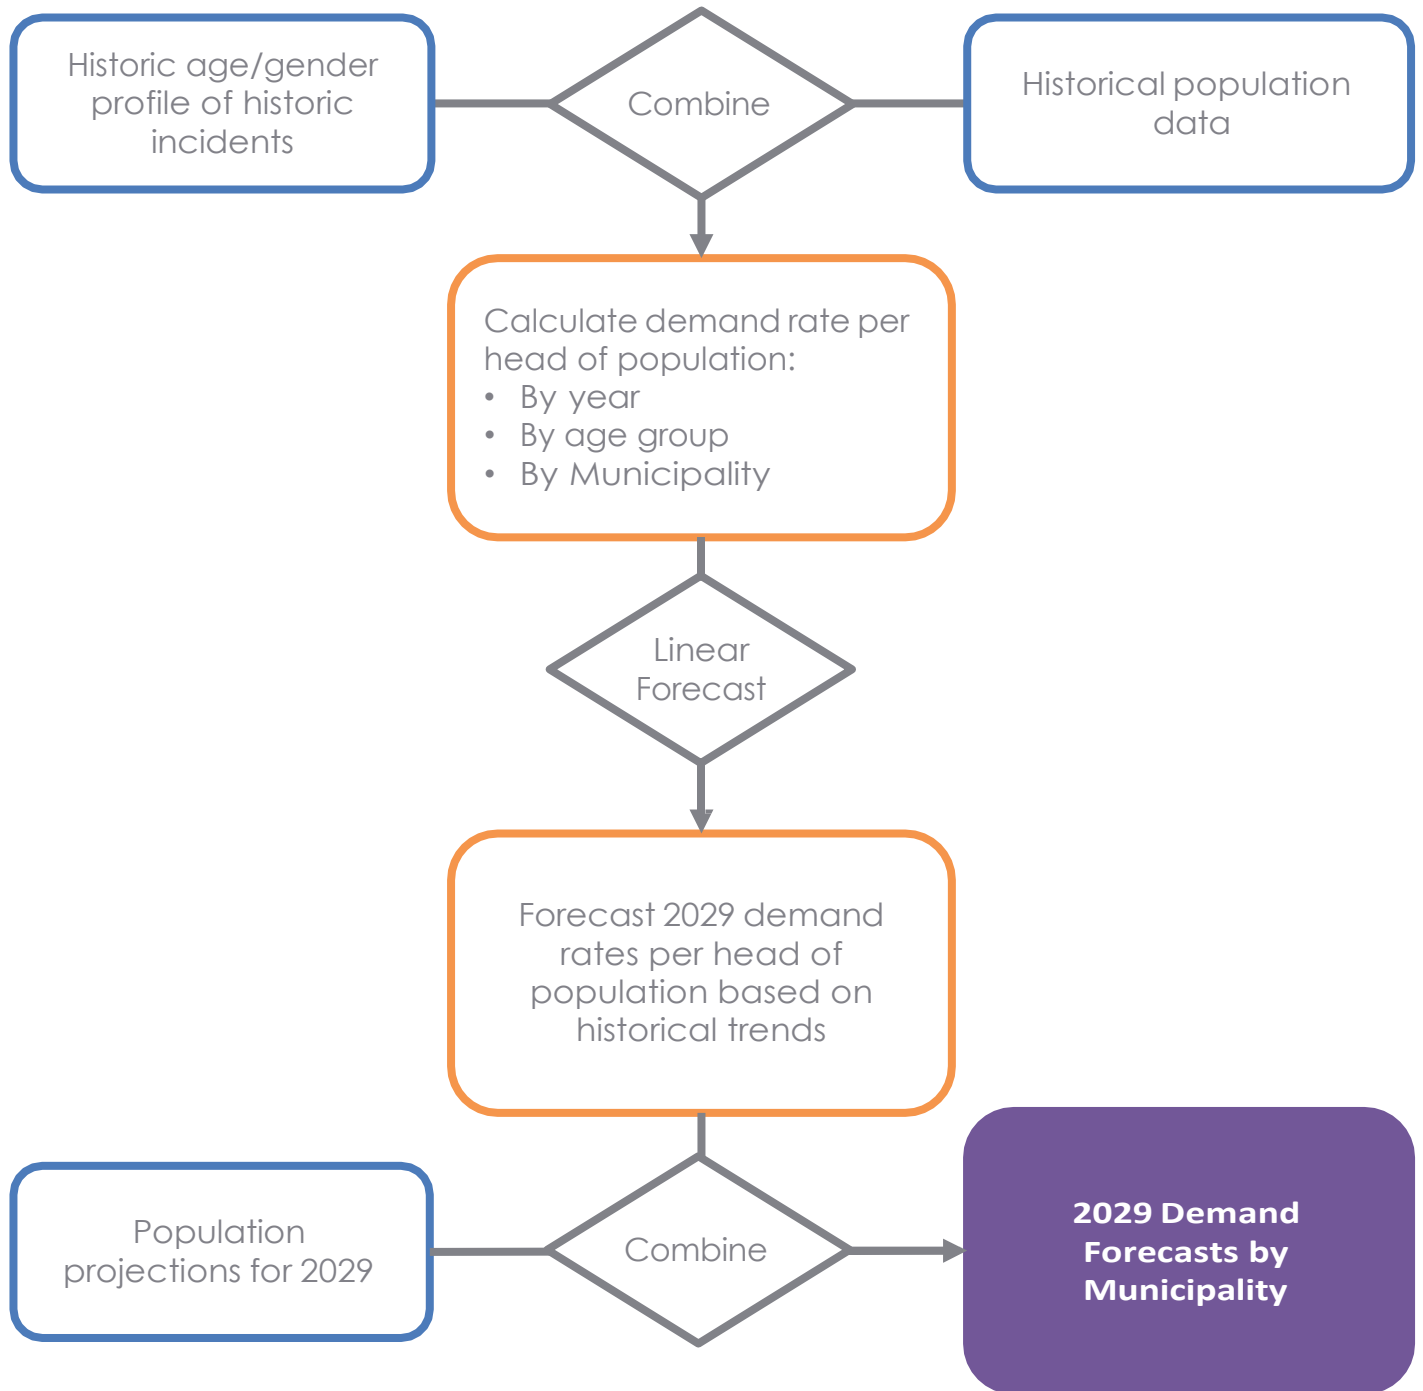 Historic age/gender
profile of historic
incidents
Combine
Historical population
data
Calculate demand rate per
head of population:
• By year
• By age group
• By Municipality
Linear
Forecast
Forecast 2029 demand
rates per head of
population based on
historical trends
Population
projections for 2029
Combine
2029 Demand
Forecasts by
Municipality